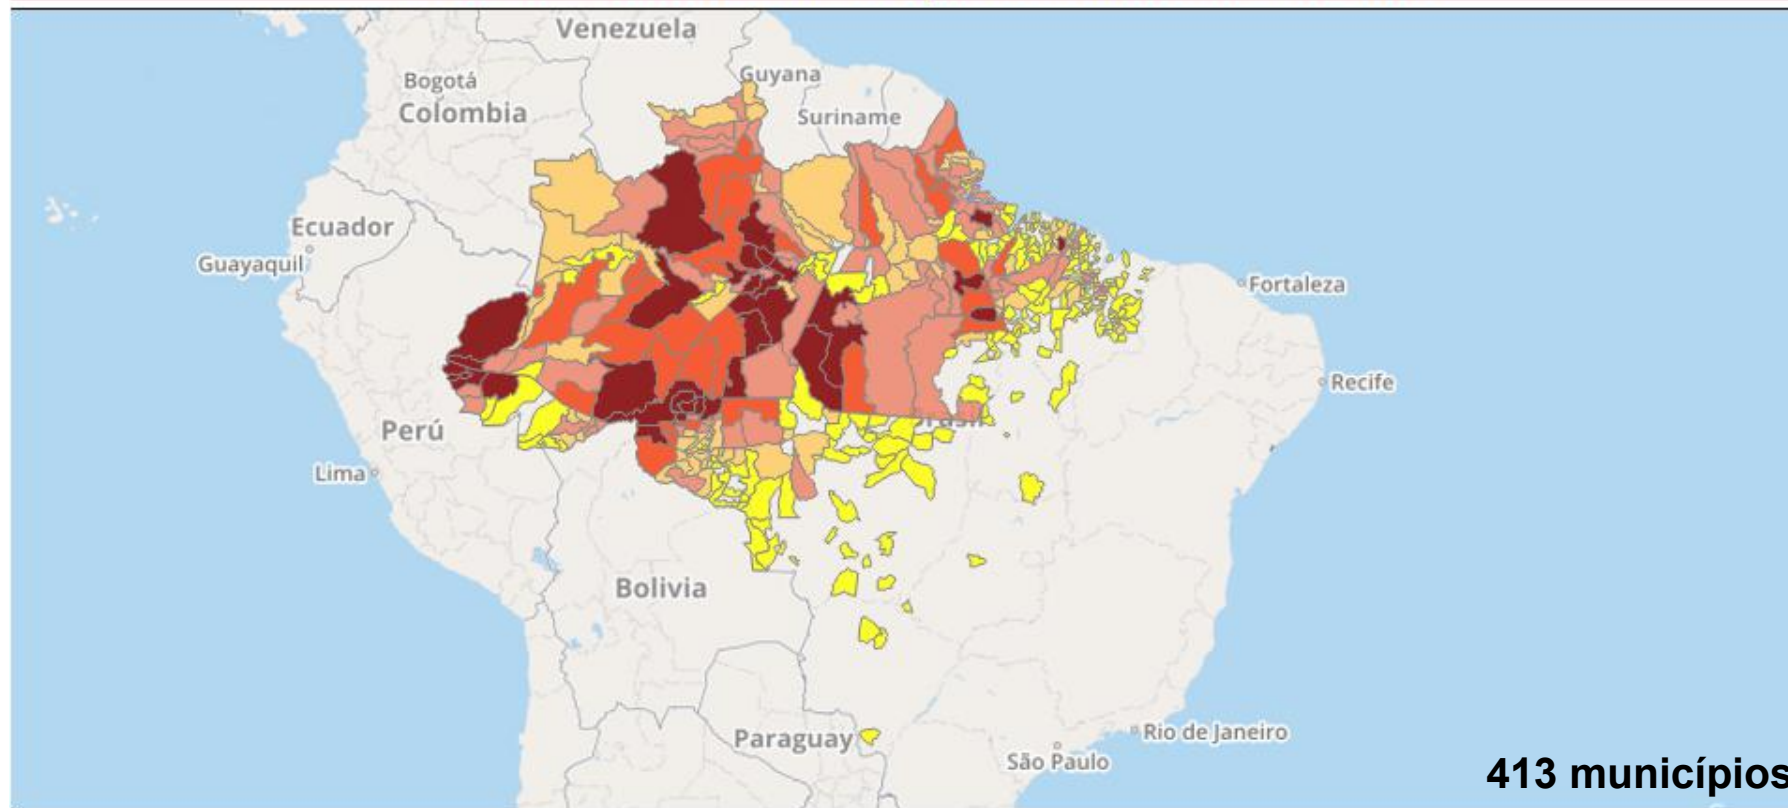 Venezuela
Guyana
Bogotá
Colombia
Suriname
Ecuador
Guayaquil
Fortaleza
Recife
Perú
Brasil
Lima
Bolivia
Rio de Janeiro
Paraguay
São Paulo
413 municípios